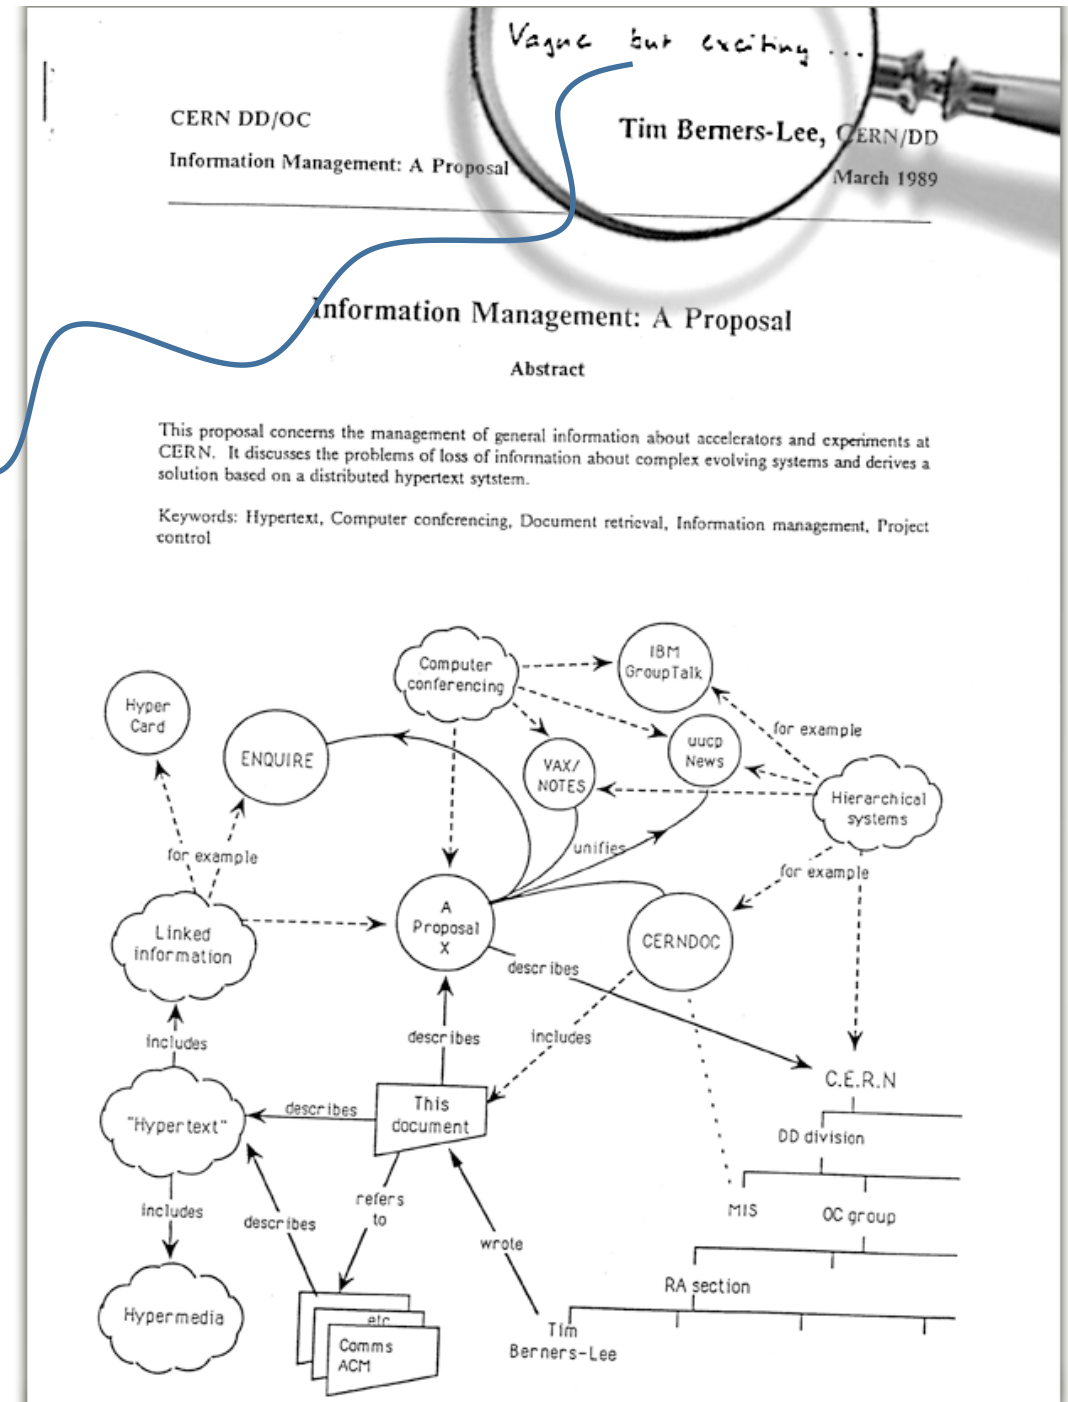 Vague but exciting ...
CERN DD/OC
Tim Berners-Lee, CERN/DD
Information Management: A Proposal
March 1989
Information Management: A Proposal
Abstract
This proposal concerns the management of general information about accelerators and experiments at
CERN. It discusses the problems of loss of information about complex evolving systems and derives a
solution based on a distributed hypertext sytstem.
Keywords: Hypertext, Computer conferencing, Document retrieval, Information management, Project
control
Computer
conferencing
IBM
GroupTalk
Hyper
Card
ENQUIRE
VAX/
NOTES
uucp
News
for example
Hierarchical
systems
unifies
for example
for example
A
Proposal
X
CERNDOC
Linked
information
describes
includes
describes
includes
C.E.R.N
This
document
describes
"Hypertext"
DD division
refers
to
includes
describes
MIS
OC group
wrote
RA section
Hypermedia
etc
Comms
ACM
Tim
Berners-Lee